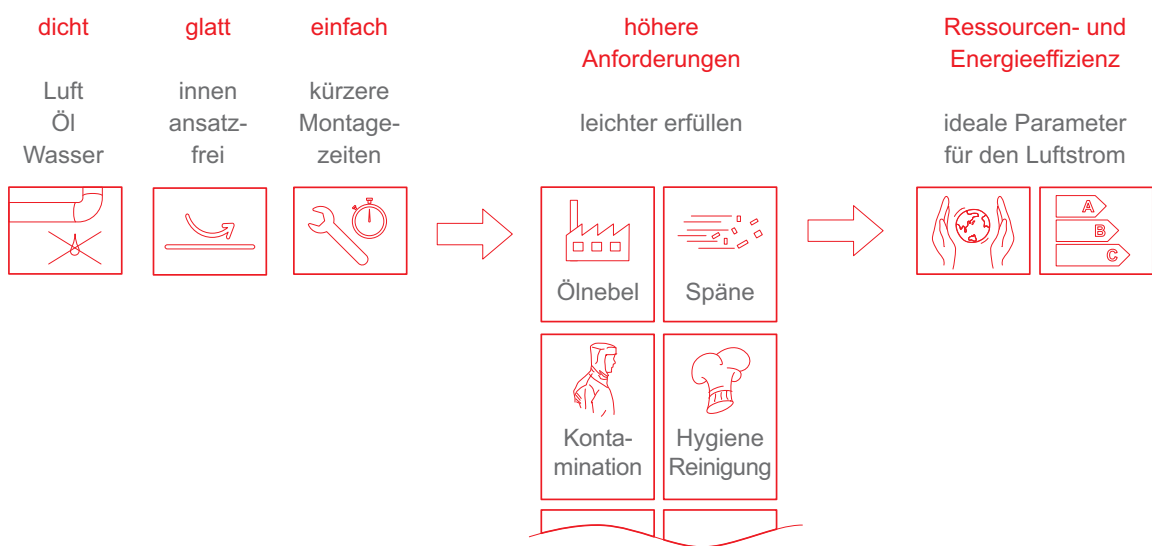 dicht
Luft
Öl
Wasser
glatt
innen
ansatz-
frei
einfach
kürzere
Montage-
zeiten
höhere
Anforderungen
leichter erfüllen
Ölnebel
Späne
Konta-
mination
Hygiene
Reinigung
Ressourcen- und
Energieeffizienz
ideale Parameter
für den Luftstrom
A
B
C